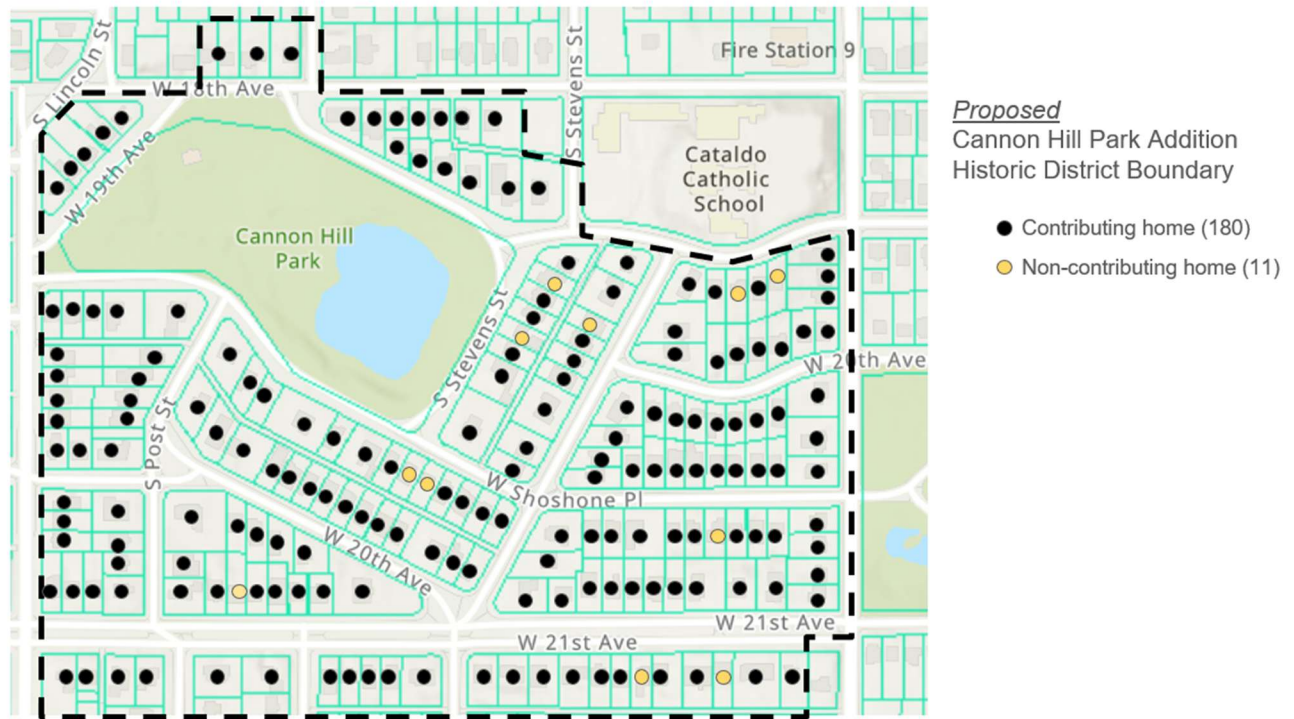 S Lincoln St
W 18th Ave
W 19th Ave
S Stevens St
Fire Station 9
Cataldo
Catholic
School
Cannon Hill
Park
S Stevens St
W 20th Ave
S Post St
W Shoshone Pl
W 20th Ave
W 21st Ave
W 21st Ave
Proposed
Cannon Hill Park Addition
Historic District Boundary
Contributing home (180)
Non-contributing home (11)